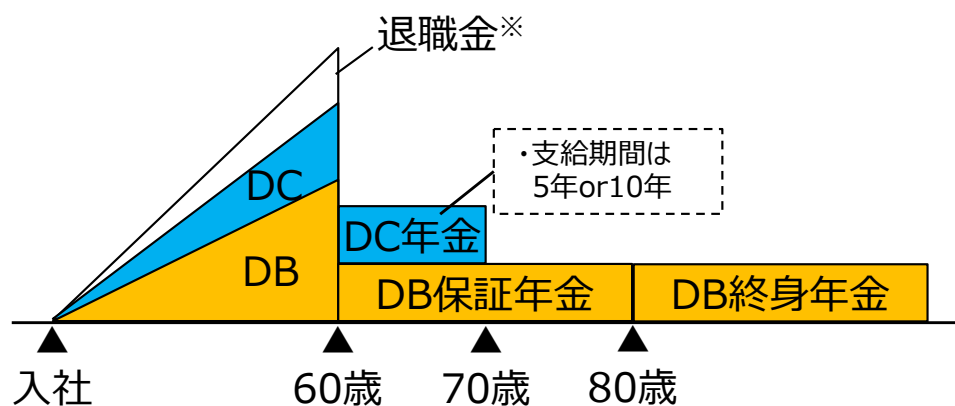 退職金※
・支給期間は
5年or10年
DC
DC年金
DB
DB保証年金
DB終身年金
▲
▲
▲
▲
入社
60歳
70歳
80歳